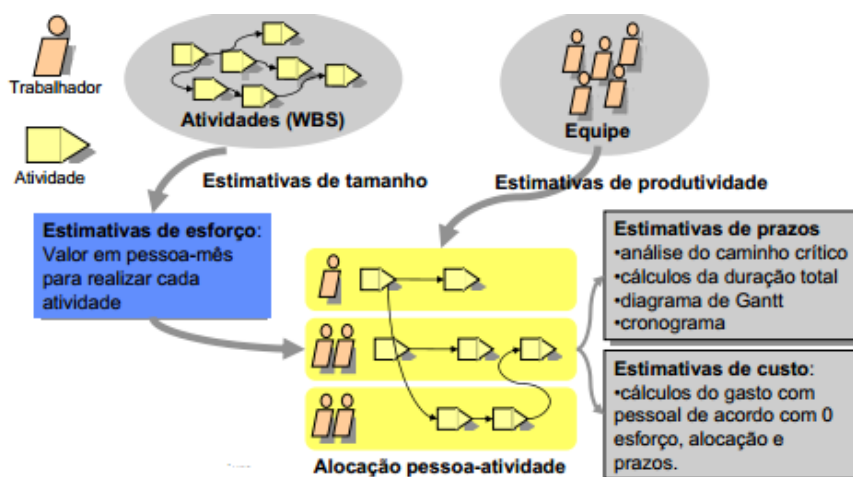 Trabalhador
Atividade
Atividades (WBS)
Equipe
Estimativas de tamanho
Estimativas de produtividade
Estimativas de esforço:
Valor em pessoa-mês
para realizar cada
atividade
Estimativas de prazos
•análise do caminho crítico
•cálculos da duração total
•diagrama de Gantt
•cronograma
Estimativas de custo:
•cálculos do gasto com
pessoal de acordo com 0
esforço, alocação e
prazos.
Alocação pessoa-atividade